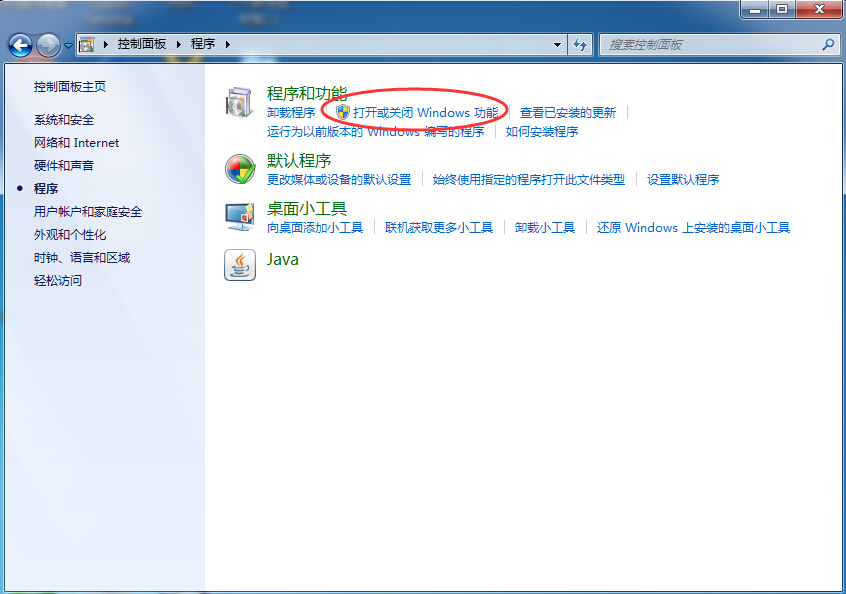 控制面板 程序 搜索控制面板
控制面板主页
系统和安全
网络和 Internet
硬件和声音
程序
用户帐户和家庭安全
外观和个性化
时钟、语言和区域
轻松访问
程序和功能
卸载程序 打开或关闭 Windows 功能 查看已安装的更新
运行为以前版本的 Windows 编写的程序 如何安装程序
默认程序
更改媒体或设备的默认设置 始终使用指定的程序打开此文件类型 设置默认程序
桌面小工具
向桌面添加小工具 联机获取更多小工具 卸载小工具 还原 Windows 上安装的桌面小工具
Java